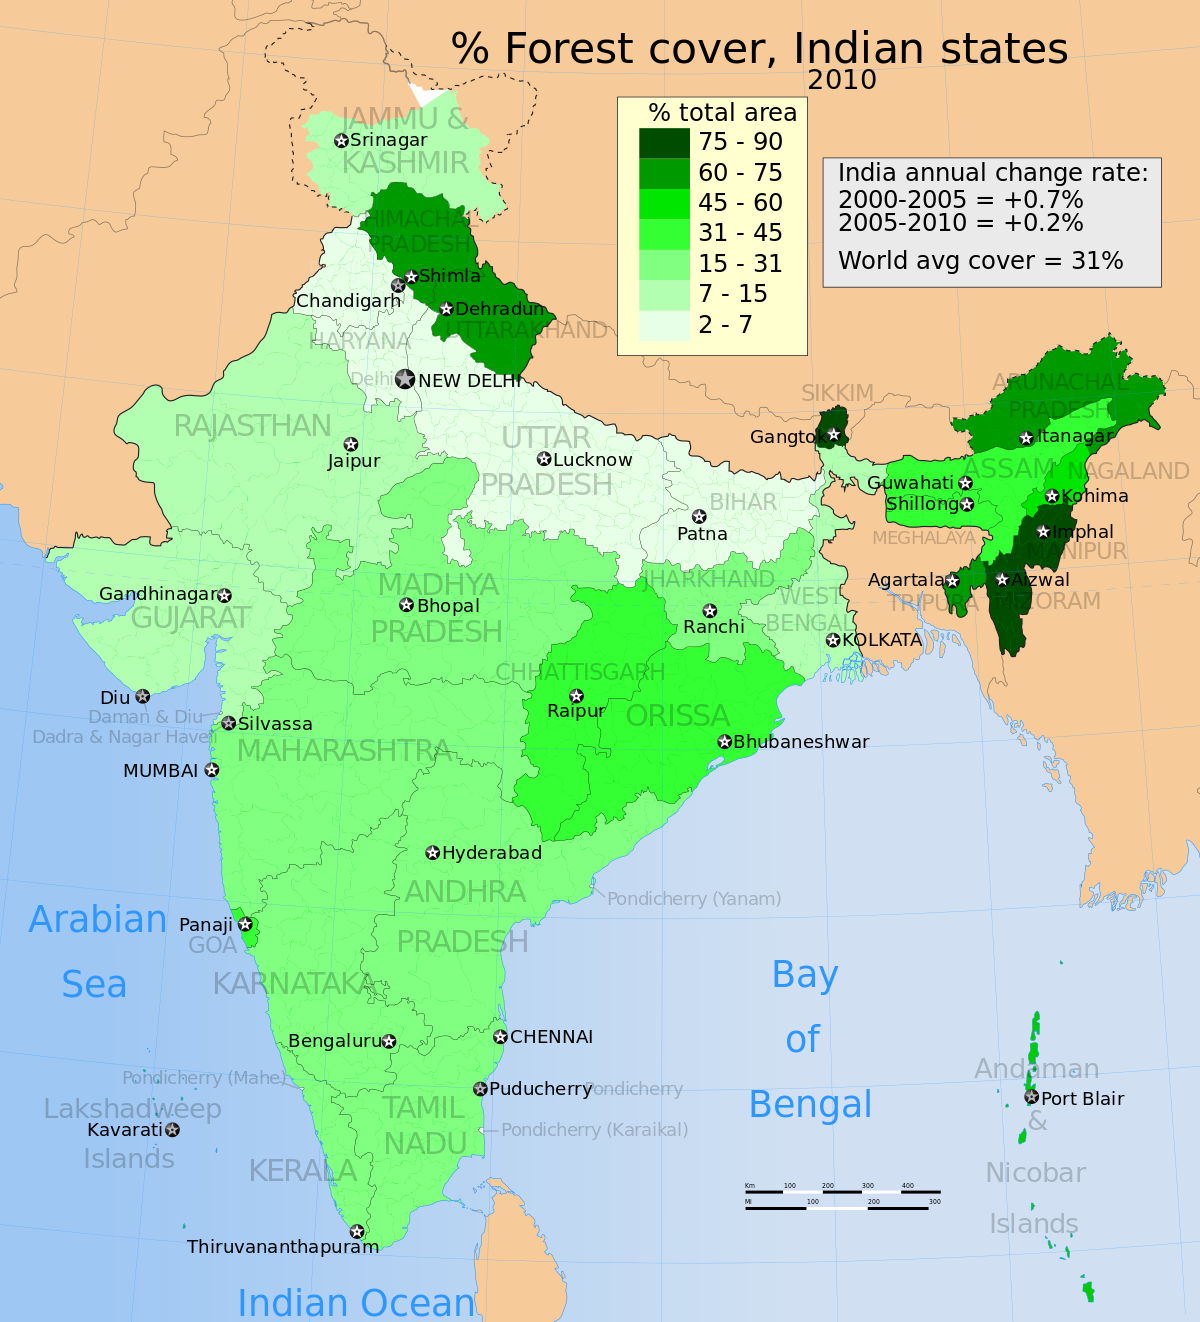 % Forest cover, Indian states
2010
% total area
75 - 90
60 - 75
45 - 60
31 - 45
15 - 31
7 - 15
2 - 7
India annual change rate:
2000-2005 = +0.7%
2005-2010 = +0.2%
World avg cover = 31%
JAMMU &
Srinagar
KASHMIR
HIMACHAL
PRADESH
Shimla
Chandigarh
Dehradun
UTTARAKHAND
HARYANA
Delhi
NEW DELHI
RAJASTHAN
Jaipur
UTTAR
Lucknow
PRADESH
BIHAR
Patna
SIKKIM
Gangtok
ARUNACHAL
PRADESH
Itanagar
ASSAM
NAGALAND
Guwahati
Shillong
Kohima
MEGHALAYA
Imphal
MANIPUR
Agartala
Aizwal
TRIPURA
MIZORAM
Gandhinagar
GUJARAT
MADHYA
Bhopal
PRADESH
JHARKHAND
Ranchi
WEST
BENGAL
KOLKATA
CHHATTISGARH
Raipur
ORISSA
Bhubaneshwar
Diu
Daman & Diu
Silvassa
Dadra & Nagar Haveli
MAHARASHTRA
MUMBAI
Hyderabad
ANDHRA
PRADESH
Pondicherry (Yanam)
Arabian
Sea
Panaji
GOA
KARNATAKA
Bengaluru
CHENNAI
Bay
of
Bengal
Pondicherry (Mahe)
Puducherry
Pondicherry
Lakshadweep
Kavarati
Islands
TAMIL
NADU
Pondicherry (Karaikal)
KERALA
Thiruvananthapuram
Andaman
Port Blair
&
Nicobar
Islands
Km 100 200 300 400
Mi 100 200 300
Indian Ocean